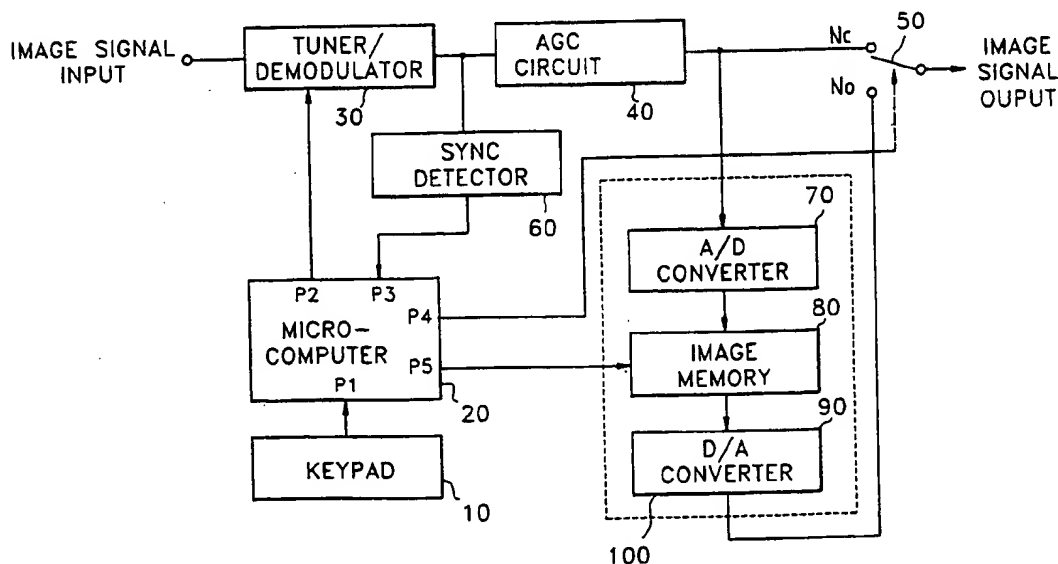 IMAGE SIGNAL
INPUT
TUNER/
DEMODULATOR
30
AGC
CIRCUIT
40
Nc
50
No
IMAGE
SIGNAL
OUPUT
SYNC
DETECTOR
60
70
A/D
CONVERTER
P2
P3
P4
MICRO-
COMPUTER
P5
P1
20
80
IMAGE
MEMORY
90
D/A
CONVERTER
KEYPAD
10
100